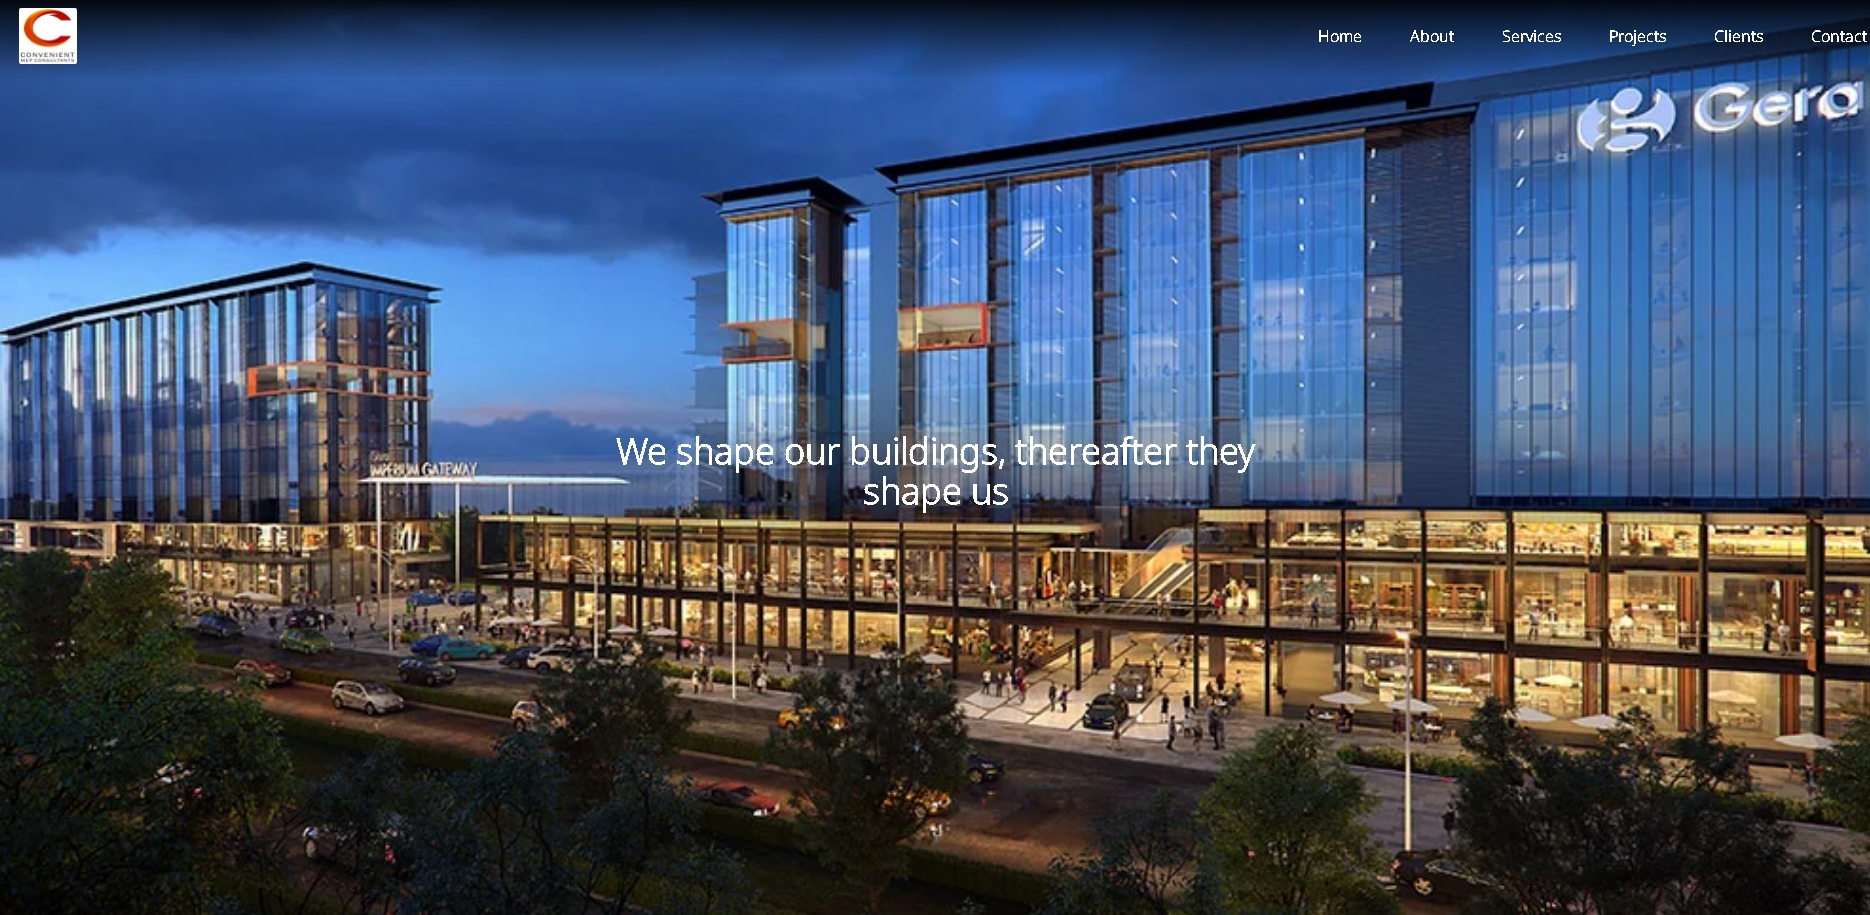 CONVENIENT
MEP CONSULTANTS
Home
About
Services
Projects
Clients
Contact
Gera
We shape our buildings, thereafter they
shape us
IMPERIUM GATEWAY